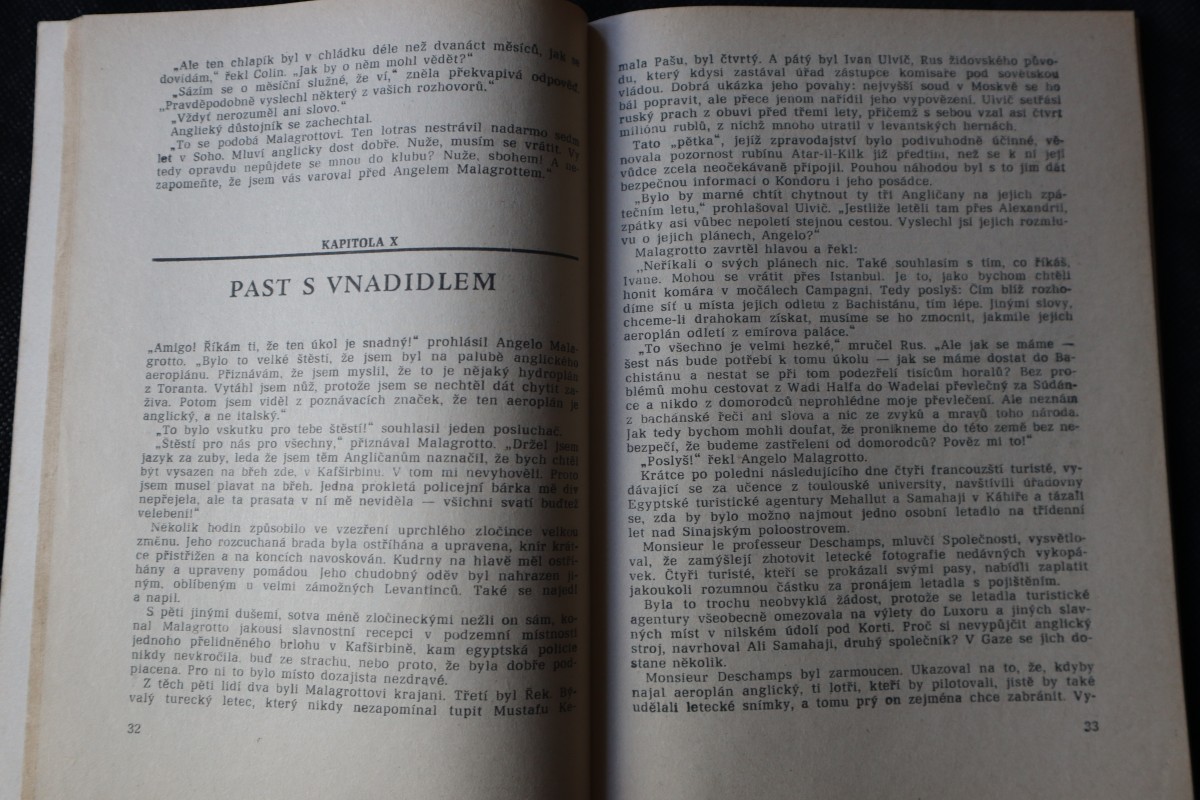 „Ale ten chlapík byl v chládku déle než dvanáct měsíců, jak se
dovídám,“ řekl Colin. „Jak by o něm mohl vědět?“
„Sázím se o měsíční služné, že ví,“ zněla překvapivá odpověď.
„Pravděpodobně vyslechl některý z vašich rozhovorů.“
„Vždyť nerozuměl ani slovo.“
Anglický důstojník se zachechtal.
„To se podobá Malagrottovi. Ten lotras nestrávil nadarmo sedm
let v Soho. Mluví anglicky dost dobře. Nuže, musím se vrátit. Vy
tedy opravdu nepůjdete se mnou do klubu? Nuže, sbohem! A
zapomeňte, že jsem vás varoval před Angelem Malagrottem.“
KAPITOLA X
PAST S VNADIDLEM
„Amigo! Říkám ti, že ten úkol je snadný!“ prohlásil Angelo Mala-
grotto. „Bylo to velké štěstí, že jsem byl na palubě anglického
aeroplánu. Přiznávám, že jsem myslil, že to je nějaký hydroplán
z Toranta. Vytáhl jsem nůž, protože jsem se nechtěl dát chytit za-
živa. Potom jsem viděl z poznávacích značek, že ten aeroplán je
anglický, a ne italský.“
„To bylo vskutku pro tebe štěstí!“ souhlasil jeden posluchač.
„Štěstí pro nás pro všechny,“ přiznával Malagrotto. „Držel jsem
jazyk za zuby, leda že jsem těm Angličanům naznačil, že bych chtěl
být vysazen na břeh zde, v Kafširbinu. V tom mi nevyhověli. Proto
jsem musel plavat na břeh. Jedna prokletá policejní bárka mě div
nepřejela, ale ta prasata v ní mě neviděla — všichni svatí buďtež
velebeni!“
Několik hodin způsobilo ve vzezření uprchlého zločince velkou
změnu. Jeho rozcuchaná brada byla ostříhána a upravena, knír krát-
ce přistřižen a na koncích navoskován. Kudrny na hlavě měl ostří-
hány a upraveny pomádou. Jeho chudobný oděv byl nahrazen ji-
ným, oblíbeným u velmi zámožných Levantinců. Také se najedl
a napil.
S pěti jinými dušemi, sotva méně zločineckými nežli on sám, ko-
nal Malagrotto jakousi slavnostní recepci v podzemní místnosti
jednoho přelidněného brlohu v Kafširbině, kam egyptská policie
nikdy nevkročila, buď ze strachu, nebo proto, že byla dobře pod-
placena. Pro ni to bylo místo dozajista nezdravé.
Z těch pěti lidí dva byli Malagrottovi krajani. Třetí byl Řek. Bý-
valý turecký letec, který nikdy nezapomínal tupit Mustafu Ke-
32
mala Pašu, byl čtvrtý. A pátý byl Ivan Ulvič, Rus židovského půvo-
du, který kdysi zastával úřad zástupce komisaře pod sovětskou
vládou. Dobrá ukázka jeho povahy: nejvyšší soud v Moskvě se ho
bál popravit, ale přece jenom nařídil jeho vypovězení. Ulvič setřásl
ruský prach z obuvi před třemi lety, přičemž s sebou vzal asi čtvrt
miliónu rublů, z nichž mnoho utratil v levantských hernách.
Tato „pětka“, jejíž zpravodajství bylo podivuhodně účinné, vě-
novala pozornost rubínu Atar-il-Kilk již předtím, než se k ní její
vůdce zcela neočekávaně připojil. Pouhou náhodou byl s to jim dát
bezpečnou informaci o Kondoru i jeho posádce.
„Bylo by marné chtít chytnout ty tři Angličany na jejich zpá-
tečním letu,“ prohlašoval Ulvič. „Jestliže letěli tam přes Alexandrii,
zpátky asi vůbec nepoletí stejnou cestou. Vyslechl jsi jejich rozmlu-
vu o jejich plánech, Angelo?“
Malagrotto zavrtěl hlavou a řekl:
„Neříkali o svých plánech nic. Také souhlasím s tím, co říkáš,
Ivane. Mohou se vrátit přes Istanbul. Je to, jako bychom chtěli
honit komára v močálech Campagni. Tedy poslyš: Čím blíž rozho-
díme síť u místa jejich odletu z Bachistánu, tím lépe. Jinými slovy,
chceme-li drahokam získat, musíme se ho zmocnit, jakmile jejich
aeroplán odletí z emírova paláce.“
„To všechno je velmi hezké,“ mručel Rus. „Ale jak se máme —
šest nás bude potřebí k tomu úkolu — jak se máme dostat do Ba-
chistánu a nestat se při tom podezřelí tisícům horalů? Bez pro-
blémů mohu cestovat z Wadi Halfa do Wadelai převlečný za Súdán-
ce a nikdo z domorodců neprohlédne moje převlečení. Ale neznám
z bachánské řeči ani slova a nic ze zvyků a mravů toho národa.
Jak tedy bychom mohli doufat, že pronikneme do této země bez ne-
bezpečí, že budeme zastřeleni od domorodců? Pověz mi to!“
„Poslyš!“ řekl Angelo Malagrotto.
Krátce po poledni následujícího dne čtyři francouzští turisté, vy-
dávající se za učence z toulouské university, navštívili úřadovny
Egyptské turistické agentury Mehallut a Samahaji v Káhiře a tázali
se, zda by bylo možno najmout jedno osobní letadlo na třídenní
let nad Sinajským poloostrovem.
Monsieur le professeur Deschamps, mluvčí Společnosti, vysvětlo-
val, že zamýšlejí zhotovit letecké fotografie nedávných vykopá-
vek. Čtyři turisté, kteří se prokázali svými pasy, nabídli zaplatit
jakoukoli rozumnou částku za pronájem letadla s pojištěním.
Byla to trochu neobvyklá žádost, protože se letadla turistické
agentury všeobecně omezovala na výlety do Luxoru a jiných slav-
ných míst v nilském údolí pod Korti. Proč si nevypůjčit anglický
stroj, navrhoval Ali Samahaji, druhý společník? V Gaze se jich do-
stane několik.
Monsieur Deschamps byl zarmoucen. Ukazoval na to, že, kdyby
najal aeroplán anglický, ti lotři, kteří by pilotovali, jistě by také
udělali letecké snímky, a tomu prý on zejména chce zabránit. Vy-
33